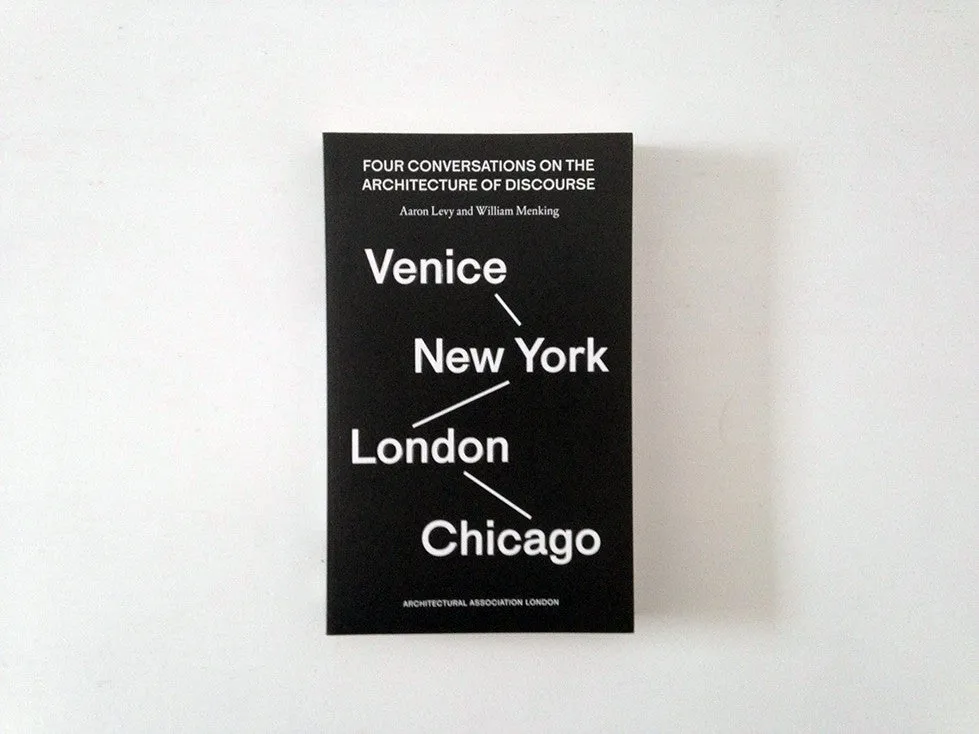 FOUR CONVERSATIONS ON THE
ARCHITECTURE OF DISCOURSE
Aaron Levy and William Menking
Venice
New York
London
Chicago
ARCHITECTURAL ASSOCIATION LONDON